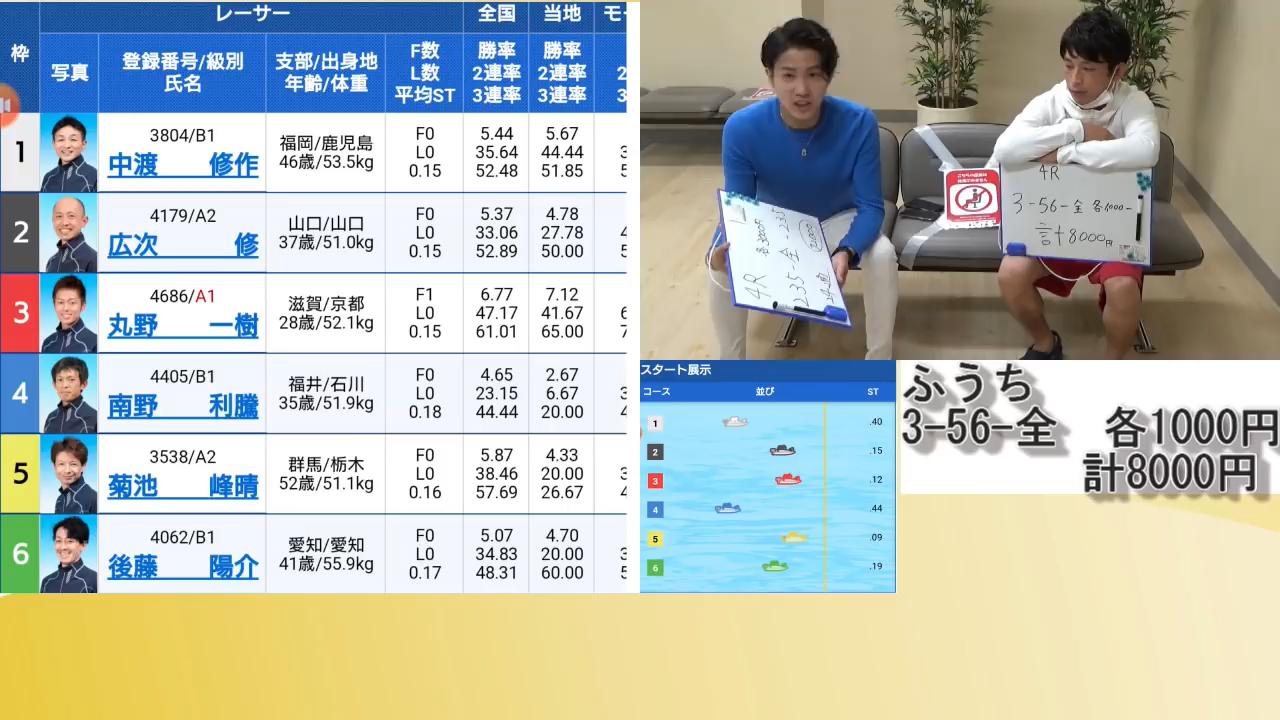 レーサー 全国 当地 モー
枠 写真 登録番号/級別 氏名 支部/出身地 年齢/体重 F数 L数 平均ST 勝率 2連率 3連率 勝率 2連率 3連率
1 3804/B1 中渡 修作 福岡/鹿児島 46歳/53.5kg F0 L0 0.15 5.44 35.64 52.48 5.67 44.44 51.85
2 4179/A2 広次 修 山口/山口 37歳/51.0kg F0 L0 0.15 5.37 33.06 52.89 4.78 27.78 50.00
3 4686/A1 丸野 一樹 滋賀/京都 28歳/52.1kg F1 L0 0.15 6.77 47.17 61.01 7.12 41.67 65.00
4 4405/B1 南野 利騰 福井/石川 35歳/51.9kg F0 L0 0.18 4.65 23.15 44.44 2.67 6.67 20.00
5 3538/A2 菊池 峰晴 群馬/栃木 52歳/51.1kg F0 L0 0.16 5.87 38.46 57.69 4.33 20.00 26.67
6 4062/B1 後藤 陽介 愛知/愛知 41歳/55.9kg F0 L0 0.17 5.07 34.83 48.31 4.70 20.00 60.00
4R
235-全-235
4R
3-56-全 各1000-
計8000円
スタート展示
コース 並び ST
1 .40
2 .15
3 .12
4 .44
5 .09
6 .19
ふうち
3-56-全 各1000円
計8000円